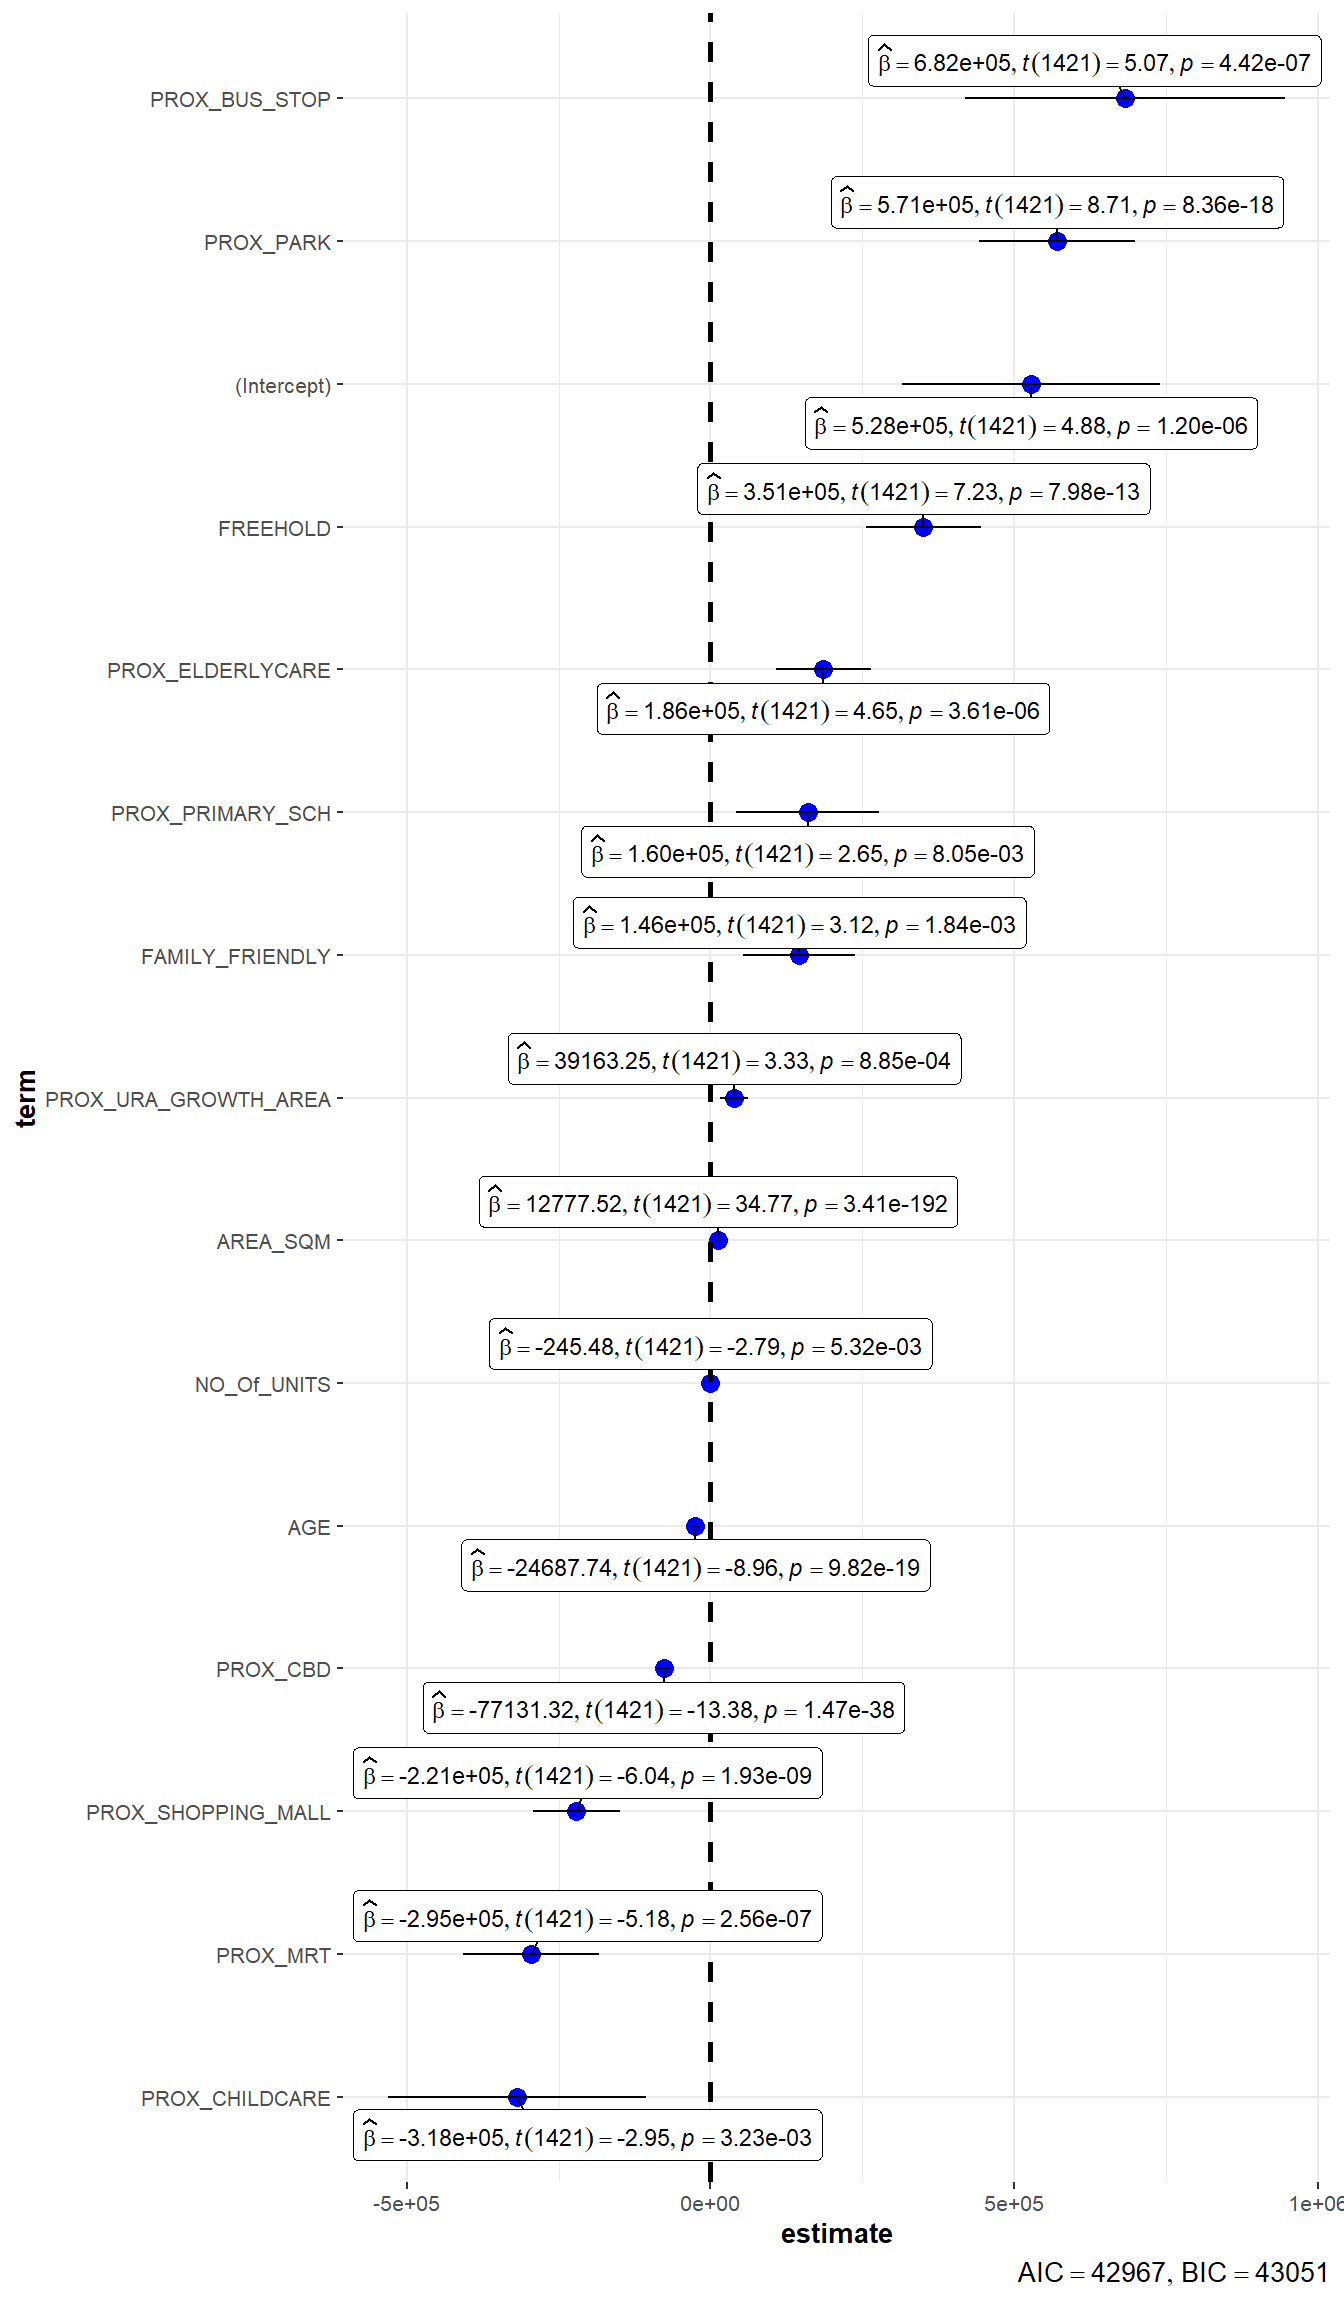 β̂ = 6.82e+05, t(1421) = 5.07, p = 4.42e-07
PROX_BUS_STOP
β̂ = 5.71e+05, t(1421) = 8.71, p = 8.36e-18
PROX_PARK
(Intercept)
β̂ = 5.28e+05, t(1421) = 4.88, p = 1.20e-06
β̂ = 3.51e+05, t(1421) = 7.23, p = 7.98e-13
FREEHOLD
PROX_ELDERLYCARE
β̂ = 1.86e+05, t(1421) = 4.65, p = 3.61e-06
PROX_PRIMARY_SCH
β̂ = 1.60e+05, t(1421) = 2.65, p = 8.05e-03
β̂ = 1.46e+05, t(1421) = 3.12, p = 1.84e-03
FAMILY_FRIENDLY
β̂ = 39163.25, t(1421) = 3.33, p = 8.85e-04
term
PROX_URA_GROWTH_AREA
β̂ = 12777.52, t(1421) = 34.77, p = 3.41e-192
AREA_SQM
β̂ = -245.48, t(1421) = -2.79, p = 5.32e-03
NO_Of_UNITS
AGE
β̂ = -24687.74, t(1421) = -8.96, p = 9.82e-19
PROX_CBD
β̂ = -77131.32, t(1421) = -13.38, p = 1.47e-38
β̂ = -2.21e+05, t(1421) = -6.04, p = 1.93e-09
PROX_SHOPPING_MALL
β̂ = -2.95e+05, t(1421) = -5.18, p = 2.56e-07
PROX_MRT
PROX_CHILDCARE
β̂ = -3.18e+05, t(1421) = -2.95, p = 3.23e-03
-5e+05 0e+00 5e+05 1e+06
estimate
AIC = 42967, BIC = 43051